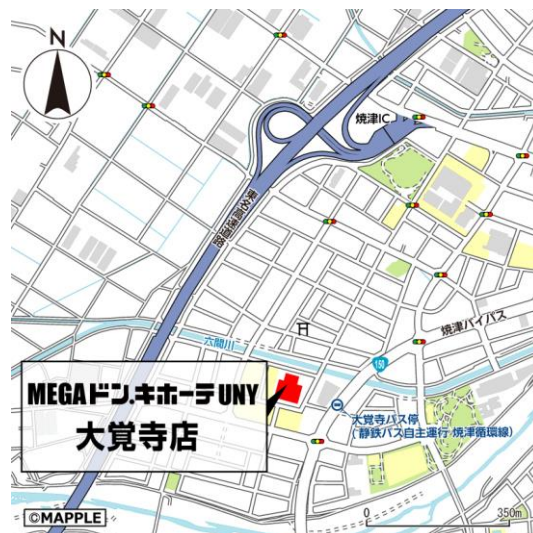 N
焼津IC
東名高速道路
六間川
焼津バイパス
150
MEGAドン.キホーテUNY
大覚寺店
大覚寺バス停
(静鉄バス自主運行 焼津循環線)
©MAPPLE
0 350m